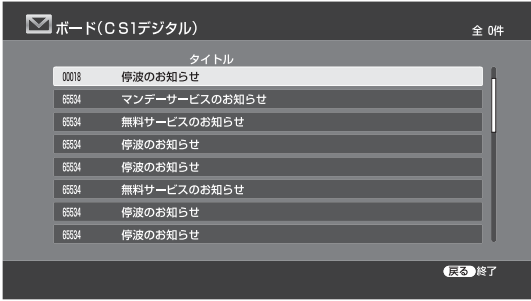 ボード(CS1デジタル)
全 0件
タイトル
00018 停波のお知らせ
65534 マンデーサービスのお知らせ
65534 無料サービスのお知らせ
65534 停波のお知らせ
65534 停波のお知らせ
65534 無料サービスのお知らせ
65534 停波のお知らせ
65534 停波のお知らせ
戻る 終了